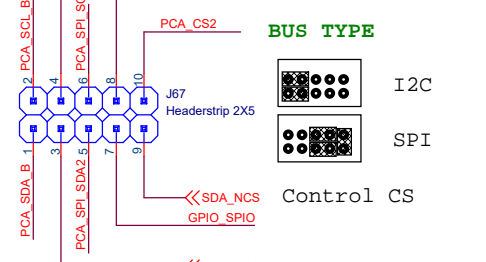 PCA_SCL_B
PCA_SPI_SC
PCA_CS2
BUS TYPE
2
4
6
8
10
J67
Headerstrip 2X5
I2C
SPI
1
3
5
7
9
PCA_SDA_B
PCA_SPI_SDA2
SDA_NCS
Control CS
GPIO_SPIO